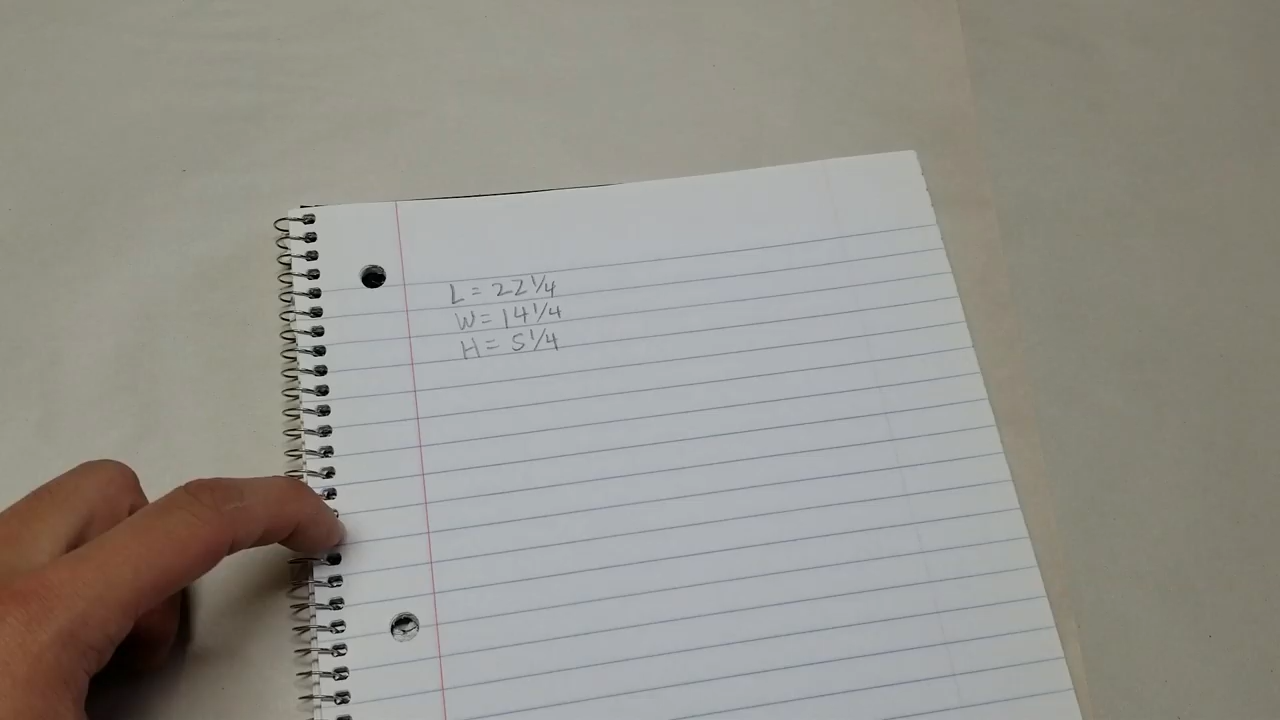 L = 22 1/4
W = 14 1/4
H = 5 1/4